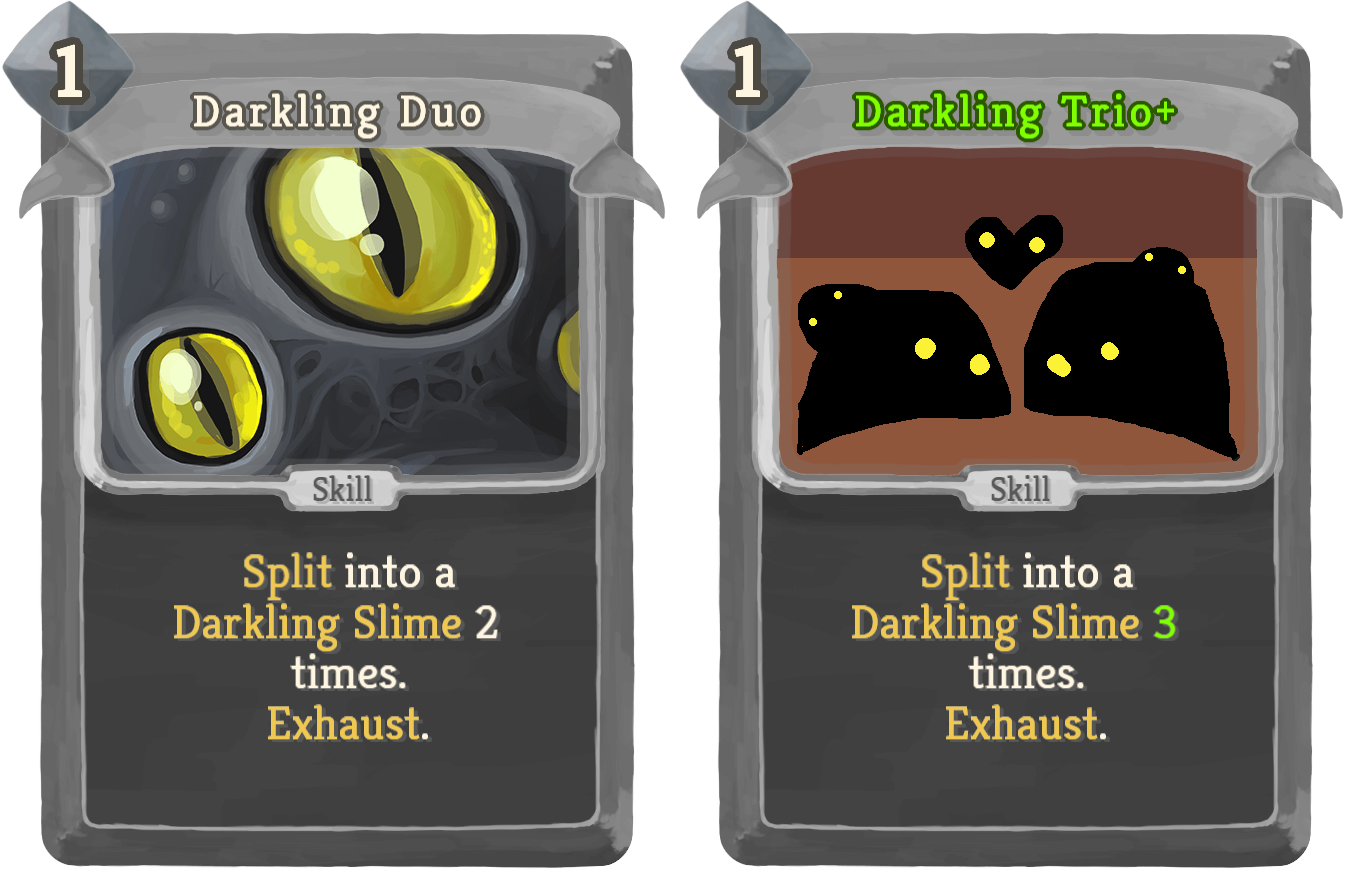 1
Darkling Duo
Skill
Split into a
Darkling Slime 2
times.
Exhaust.
1
Darkling Trio+
Skill
Split into a
Darkling Slime 3
times.
Exhaust.